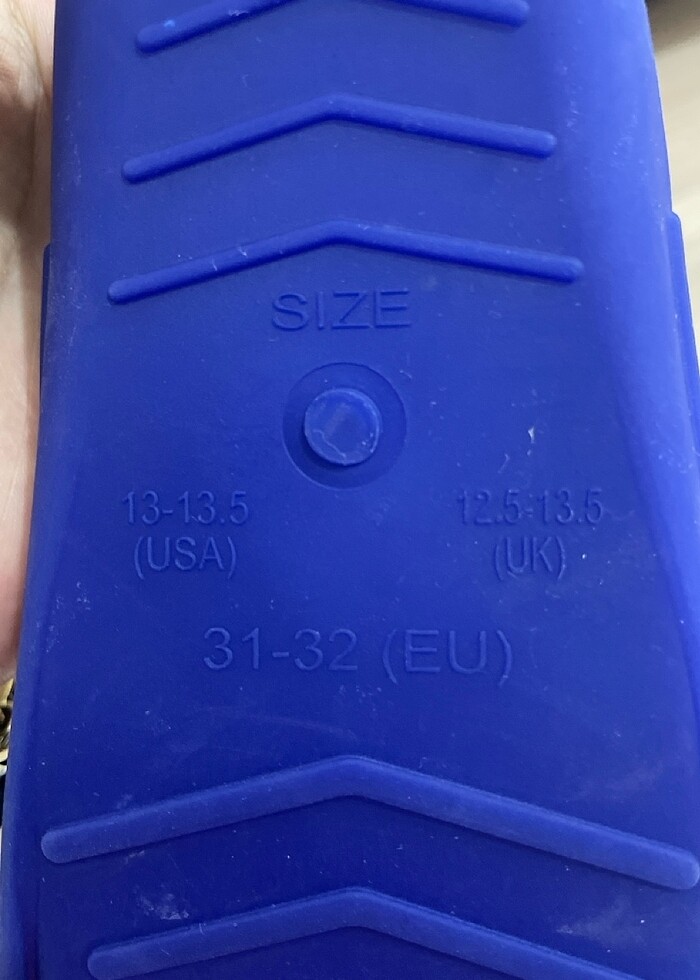 SIZE
13-13.5
12.5-13.5
(USA)
(UK)
31-32 (EU)